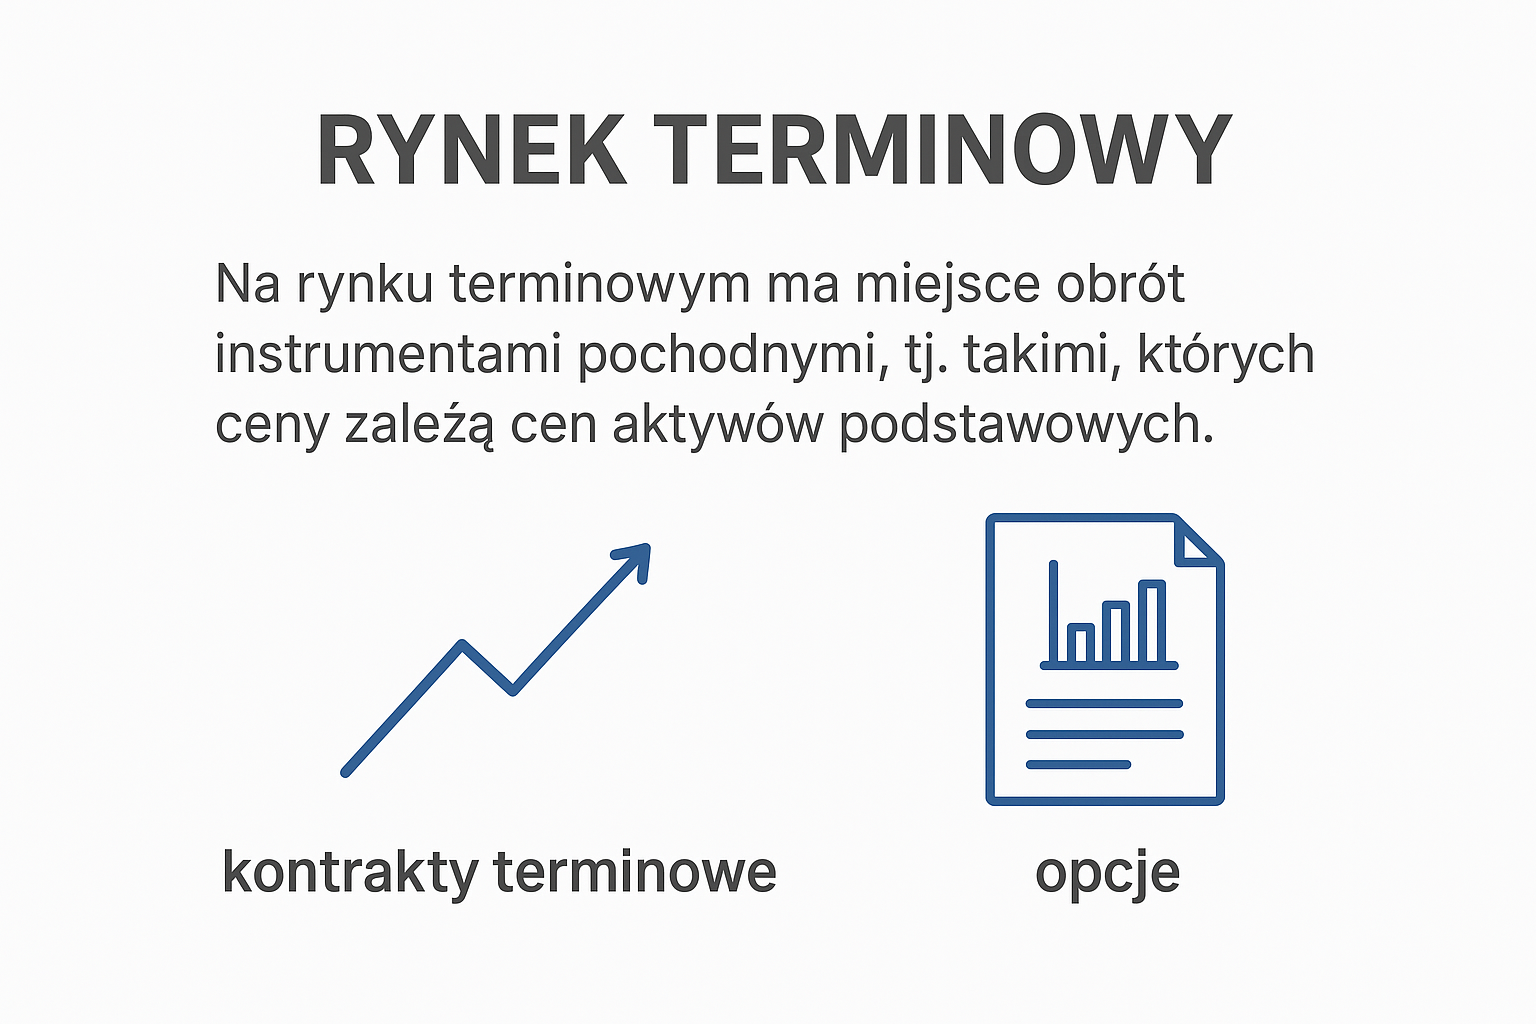 RYNEK TERMINOWY
Na rynku terminowym ma miejsce obrót
instrumentami pochodnymi, tj. takimi, których
ceny zaleźą cen aktywów podstawowych.
kontrakty terminowe
opcje